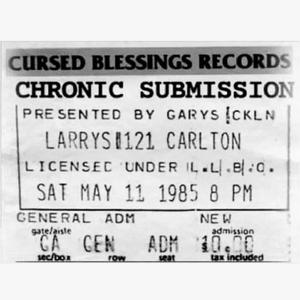 CURSED BLESSINGS RECORDS
CHRONIC SUBMISSION
PRESENTED BY GARYS
LARRYS 121 CARLTON
LICENSED UNDER L.L.B.O.
SAT MAY 11 1985 8 PM
GENERAL ADM NEW
gate/aisle admission
GA GEN ADM 10.00
sec/box row seat tax included